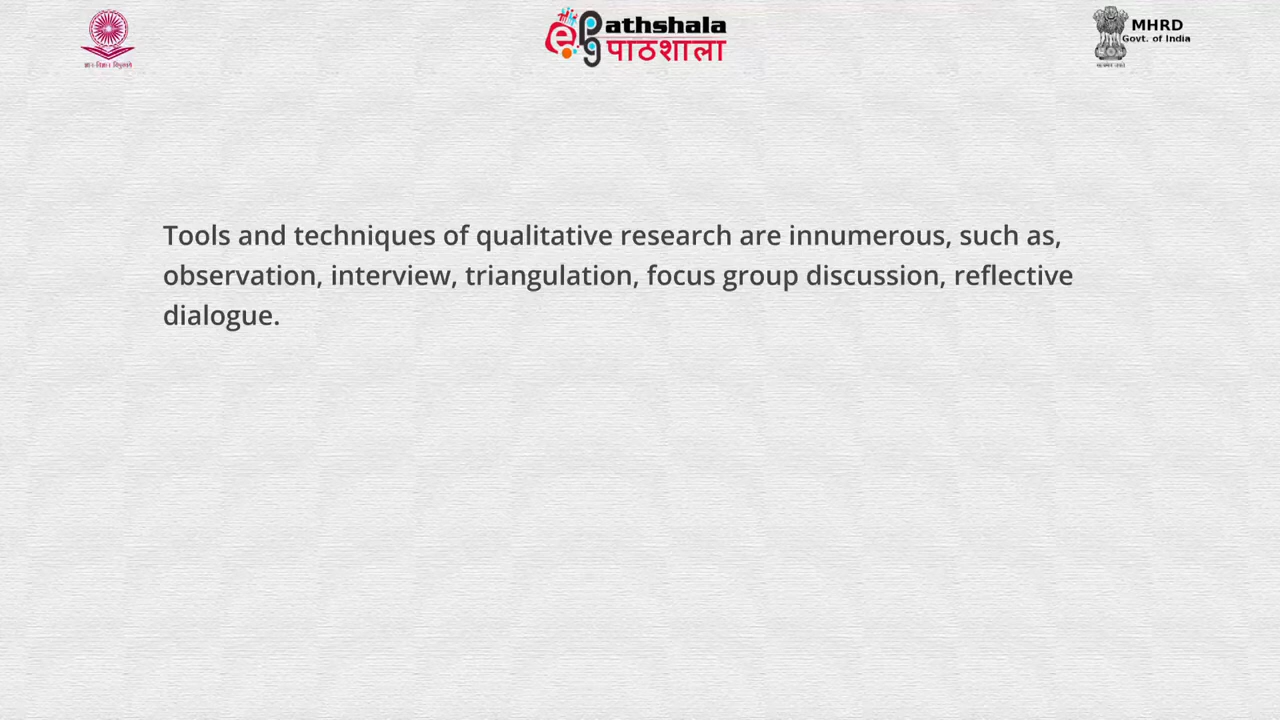 ePG Pathshala
पाठशाला
MHRD
Govt. of India
Tools and techniques of qualitative research are innumerous, such as,
observation, interview, triangulation, focus group discussion, reflective
dialogue.